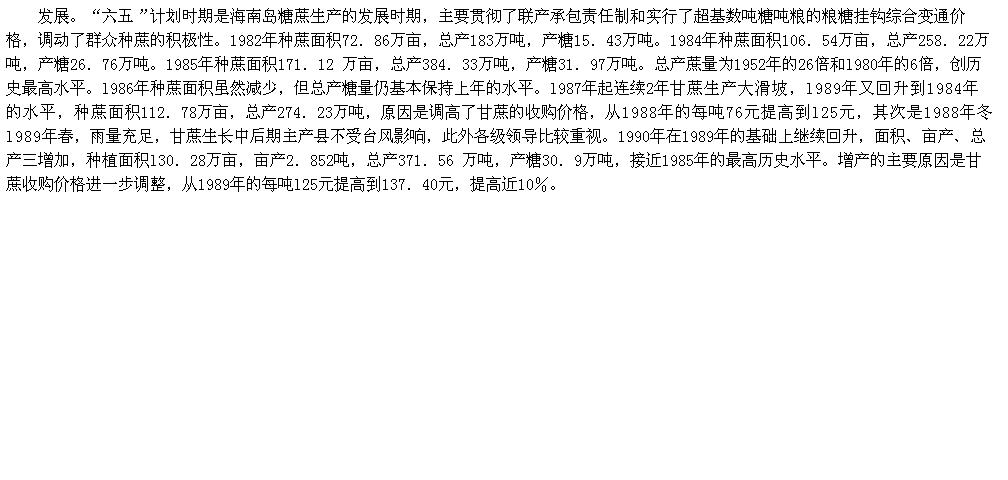 发展。“六五”计划时期是海南岛糖蔗生产的发展时期，主要贯彻了联产承包责任制和实行了超基数吨糖吨粮的粮糖挂钩综合变通价
格，调动了群众种蔗的积极性。1982年种蔗面积72．86万亩，总产183万吨，产糖15．43万吨。1984年种蔗面积106．54万亩，总产258．22万
吨，产糖26．76万吨。1985年种蔗面积171.12 万亩，总产384．33万吨，产糖31．97万吨。总产蔗量为1952年的26倍和l980年的6倍，创历
史最高水平。1986年种蔗面积虽然减少，但总产糖量仍基本保持上年的水平。1987年起连续2年甘蔗生产大滑坡，l989年又回升到1984年
的水平，种蔗面积112．78万亩，总产274．23万吨，原因是调高了甘蔗的收购价格，从1988年的每吨76元提高到l25元，其次是1988年冬
1989年春，雨量充足，甘蔗生长中后期主产县不受台风影响，此外各级领导比较重视。1990年在1989年的基础上继续回升，面积、亩产、总
产三增加，种植面积130．28万亩，亩产2．852吨，总产371．56 万吨，产糖30．9万吨，接近1985年的最高历史水平。增产的主要原因是甘
蔗收购价格进一步调整，从1989年的每吨l25元提高到137．40元，提高近10％。